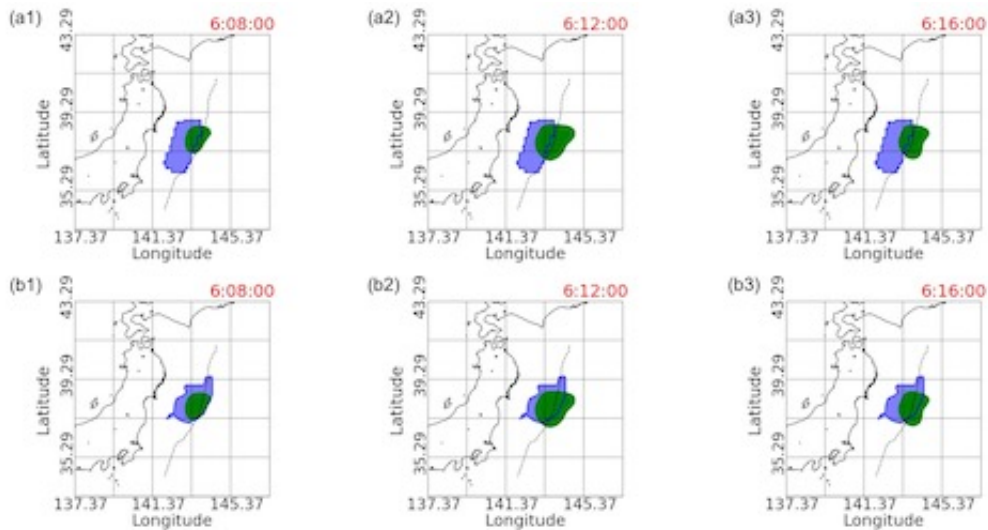 (a1) 6:08:00
43.29
39.29
35.29
Latitude
137.37 141.37 145.37
Longitude
(a2) 6:12:00
43.29
39.29
35.29
Latitude
137.37 141.37 145.37
Longitude
(a3) 6:16:00
43.29
39.29
35.29
Latitude
137.37 141.37 145.37
Longitude
(b1) 6:08:00
43.29
39.29
35.29
Latitude
137.37 141.37 145.37
Longitude
(b2) 6:12:00
43.29
39.29
35.29
Latitude
137.37 141.37 145.37
Longitude
(b3) 6:16:00
43.29
39.29
35.29
Latitude
137.37 141.37 145.37
Longitude